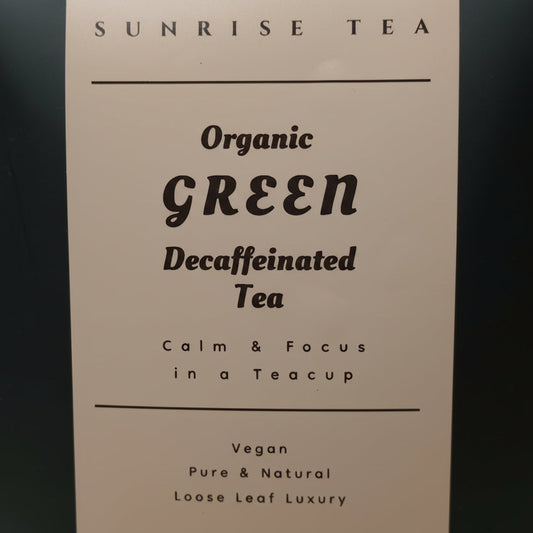 SUNRISE TEA
Organic
GREEN
Decaffeinated
Tea
Calm & Focus
in a Teacup
Vegan
Pure & Natural
Loose Leaf Luxury